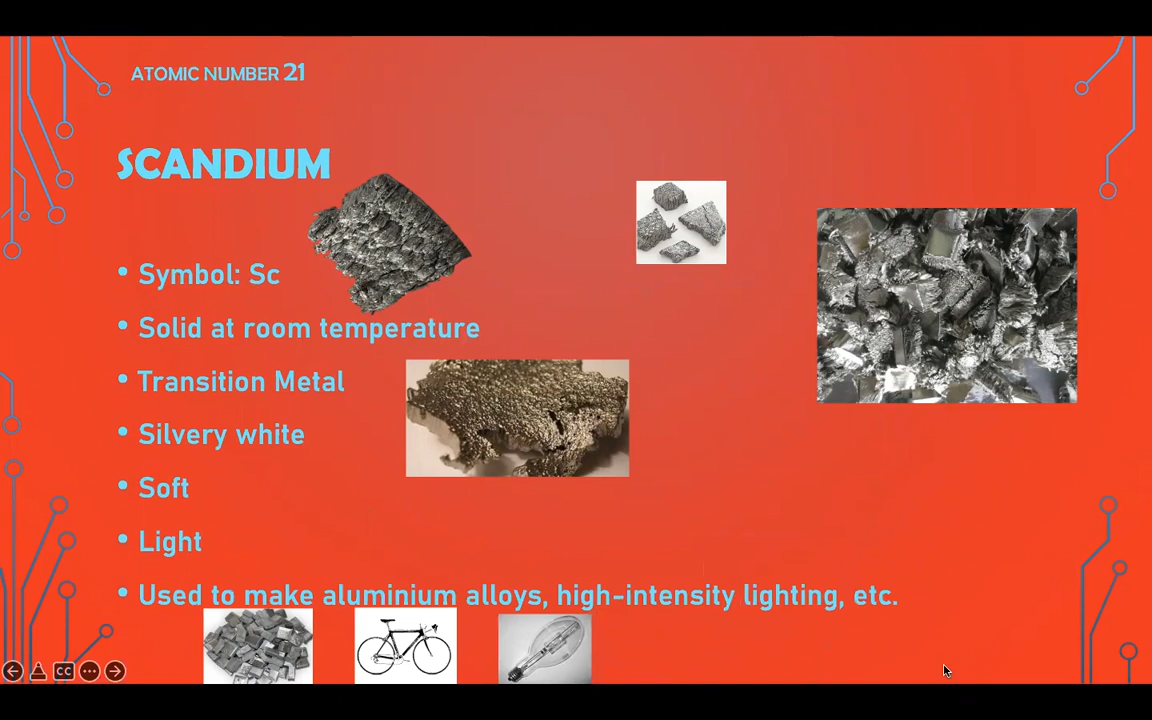 ATOMIC NUMBER 21
SCANDIUM
• Symbol: Sc
• Solid at room temperature
• Transition Metal
• Silvery white
• Soft
• Light
• Used to make aluminium alloys, high-intensity lighting, etc.
CC